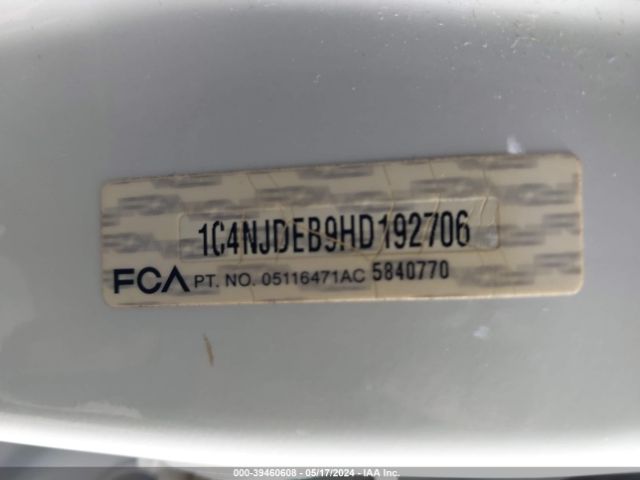 1C4NJDEB9HD192706
FCA PT. NO. 05116471AC 5840770
000-39460608 - 05/17/2024 - IAA Inc.